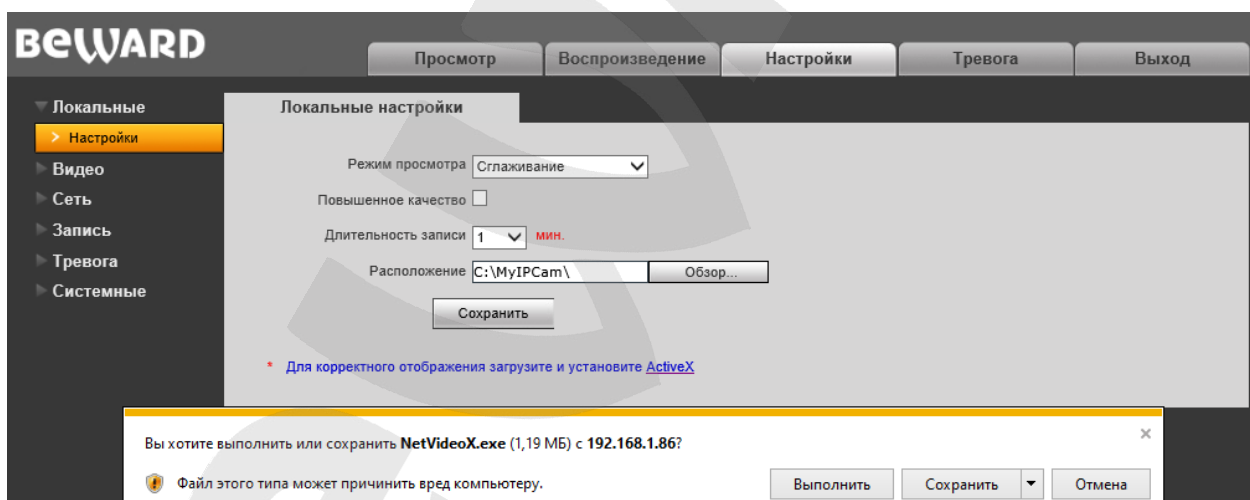 BEWARD
Просмотр Воспроизведение Настройки Тревога Выход
Локальные
Настройки
Видео
Сеть
Запись
Тревога
Системные
Локальные настройки
Режим просмотра Сглаживание
Повышенное качество
Длительность записи 1 мин.
Расположение C:\MyIPCam\ Обзор...
Сохранить
* Для корректного отображения загрузите и установите ActiveX
Вы хотите выполнить или сохранить NetVideoX.exe (1,19 МБ) с 192.168.1.86?
Файл этого типа может причинить вред компьютеру.
Выполнить Сохранить Отмена